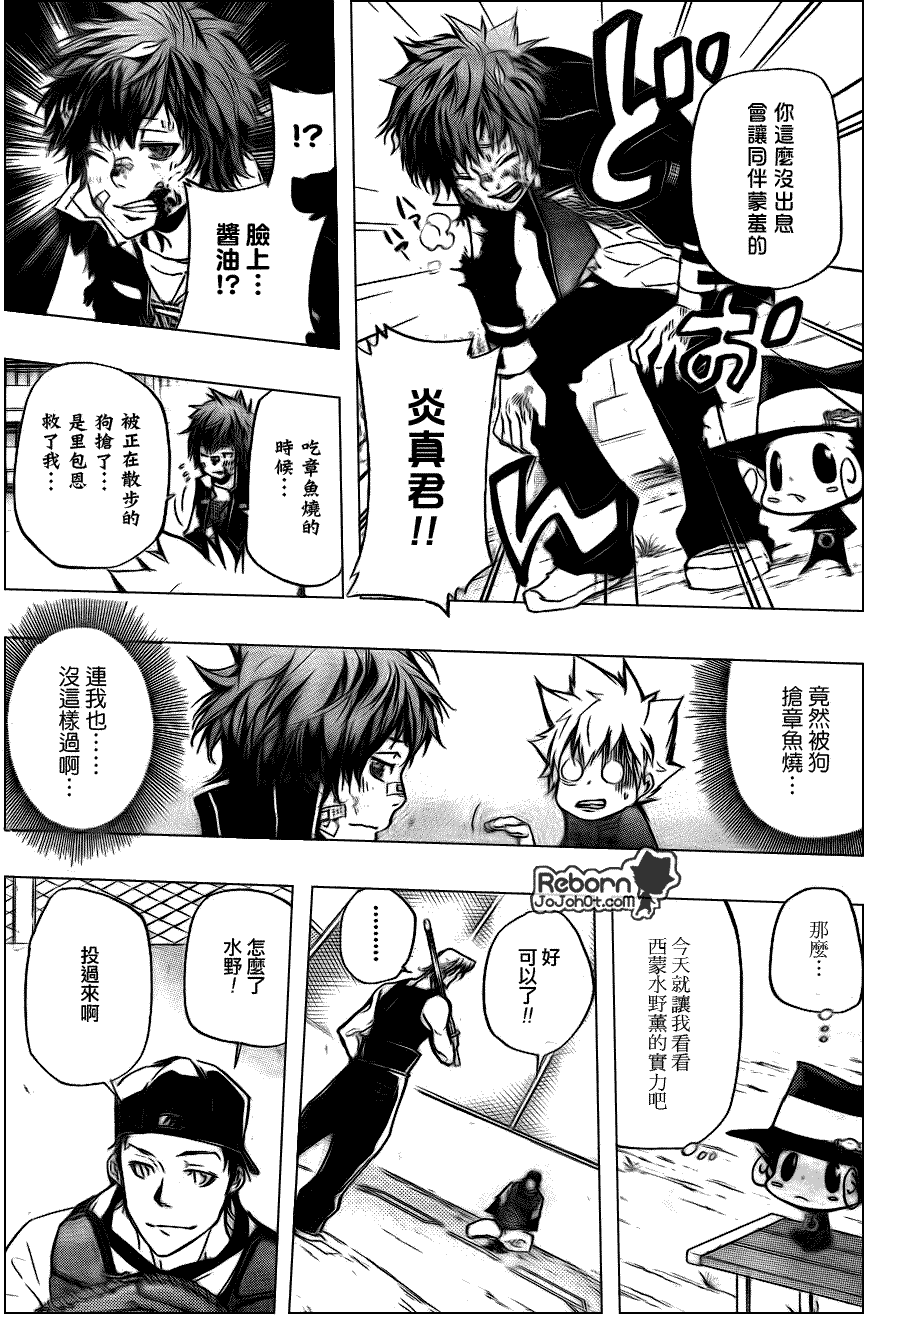 你這麼沒出息
會讓同伴蒙羞的
ど
お
ん
炎真君!!
!?
臉上…
醬油!?
吃章魚燒的
時候…
被正在散步的
狗搶了…
是里包恩
救了我…
竟然被狗
搶章魚燒…
連我也……
沒這樣過啊…
那麼…
今天就讓我看看
西蒙水野薰的實力吧
Reborn
JoJoHOt.com
好
可以了!!
………
怎麼了
水野!
投過來啊